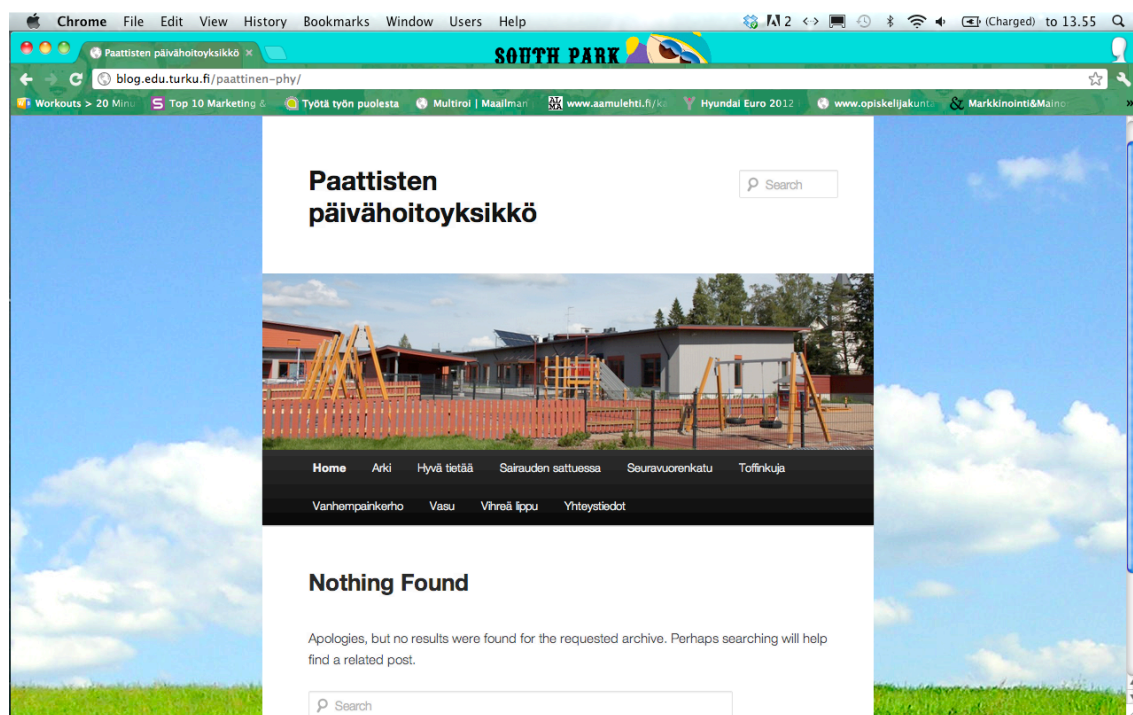 Chrome File Edit View History Bookmarks Window Users Help 2 (Charged) to 13.55
Paattisten päivähoitoyksikkö SOUTH PARK
blog.edu.turku.fi/paattinen-phy/
Workouts > 20 Minu Top 10 Marketing & Työtä työn puolesta Multirol | Maailman www.aamulehti.fi/ka Hyundai Euro 2012 www.opiskelijakunta Markkinointi&Maino
Paattisten
päivähoitoyksikkö
Search
Home Arki Hyvä tietää Sairauden sattuessa Seuravuorenkatu Toffinkuja
Vanhempainkerho Vasu Vihreä lippu Yhteystiedot
Nothing Found
Apologies, but no results were found for the requested archive. Perhaps searching will help
find a related post.
Search